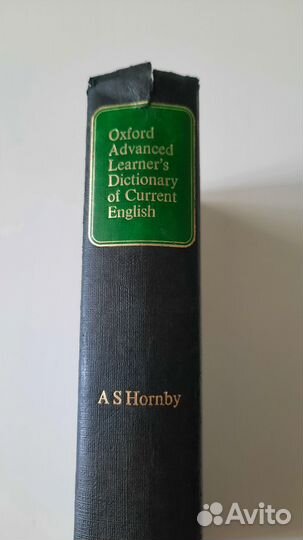 Oxford
Advanced
Learner's
Dictionary
of Current
English
A S Hornby
Avito